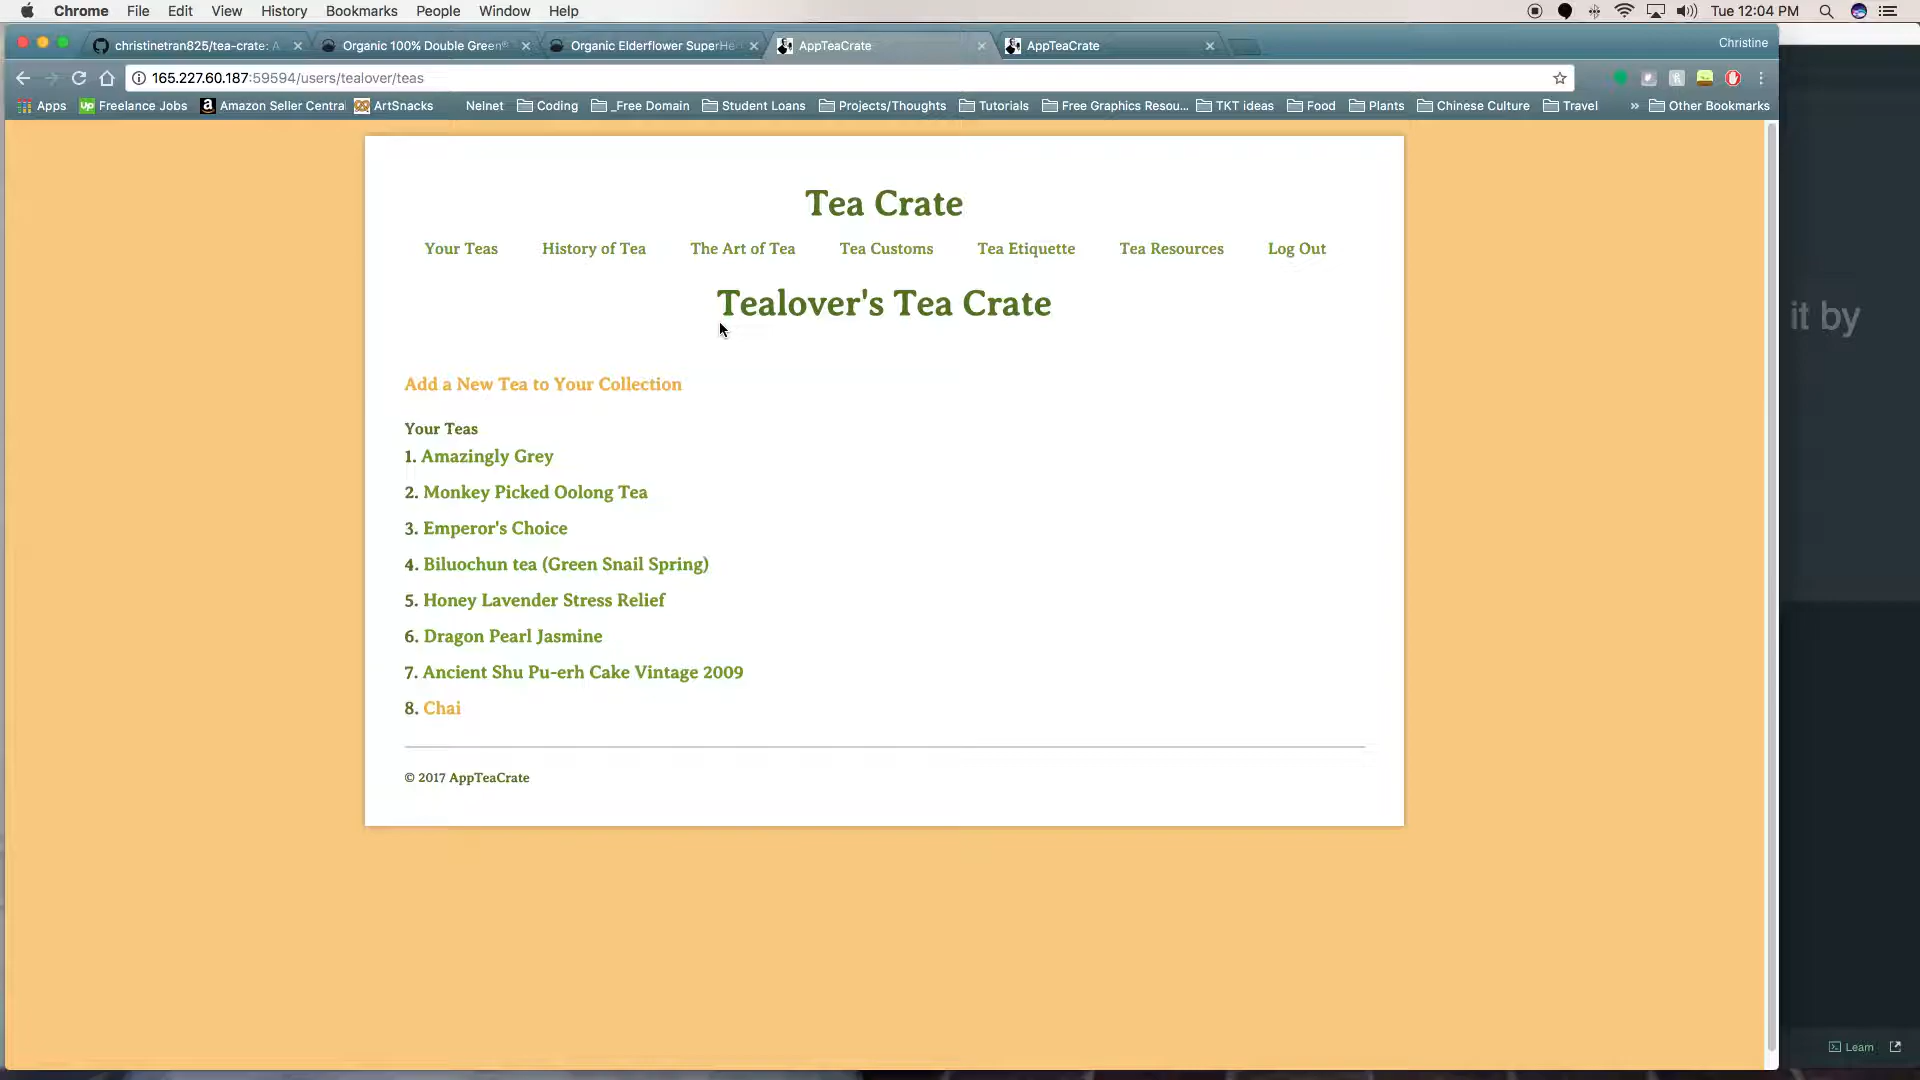 Chrome File Edit View History Bookmarks People Window Help Tue 12:04 PM
christinetran825/tea-crate: A Organic 100% Double Green® Organic Elderflower SuperHe AppTeaCrate AppTeaCrate Christine
165.227.60.187:59594/users/tealover/teas
Apps Up Freelance Jobs a Amazon Seller Central ArtSnacks Nelnet Coding _Free Domain Student Loans Projects/Thoughts Tutorials Free Graphics Resou... TKT ideas Food Plants Chinese Culture Travel » Other Bookmarks
Tea Crate
Your Teas History of Tea The Art of Tea Tea Customs Tea Etiquette Tea Resources Log Out
Tealover's Tea Crate
it by
Add a New Tea to Your Collection
Your Teas
1. Amazingly Grey
2. Monkey Picked Oolong Tea
3. Emperor's Choice
4. Biluochun tea (Green Snail Spring)
5. Honey Lavender Stress Relief
6. Dragon Pearl Jasmine
7. Ancient Shu Pu-erh Cake Vintage 2009
8. Chai
© 2017 AppTeaCrate
Learn